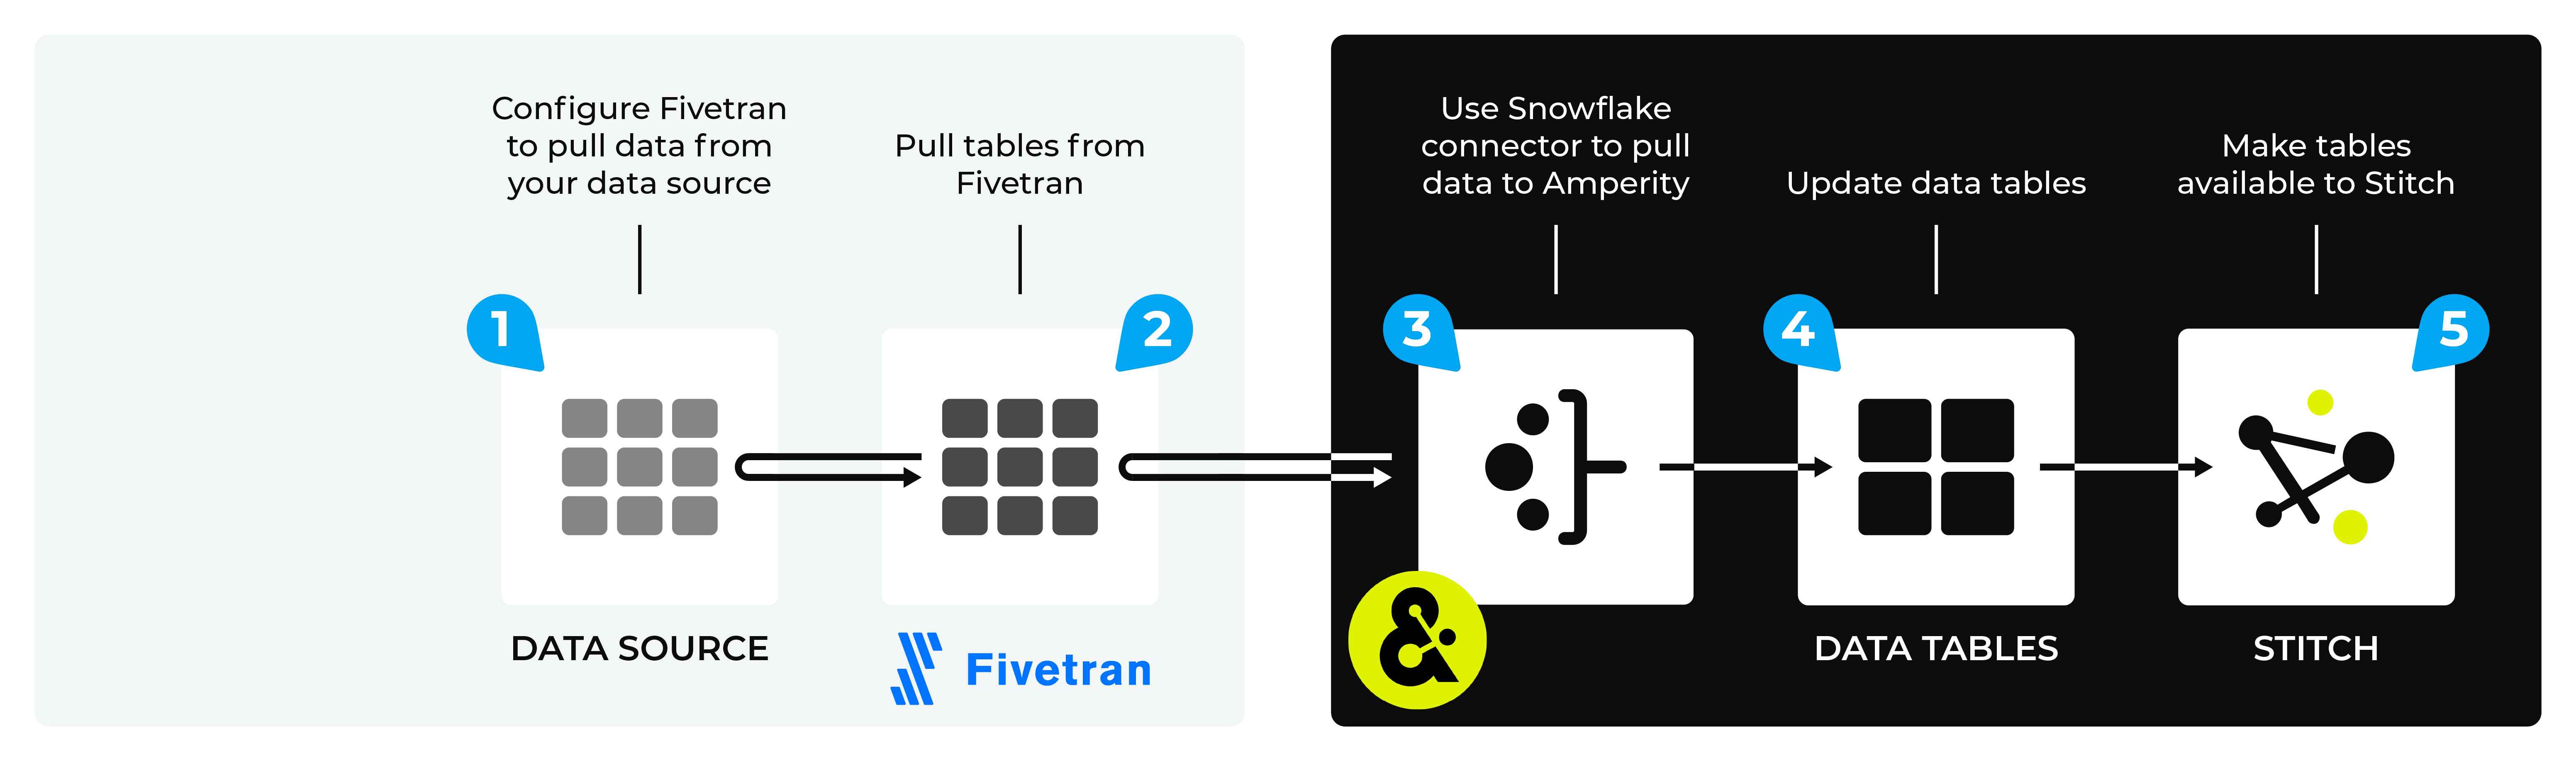 Configure Fivetran
to pull data from
your data source
1
DATA SOURCE
Pull tables from
Fivetran
2
Fivetran
Use Snowflake
connector to pull
data to Amperity
3
&
Update data tables
4
DATA TABLES
Make tables
available to Stitch
5
STITCH